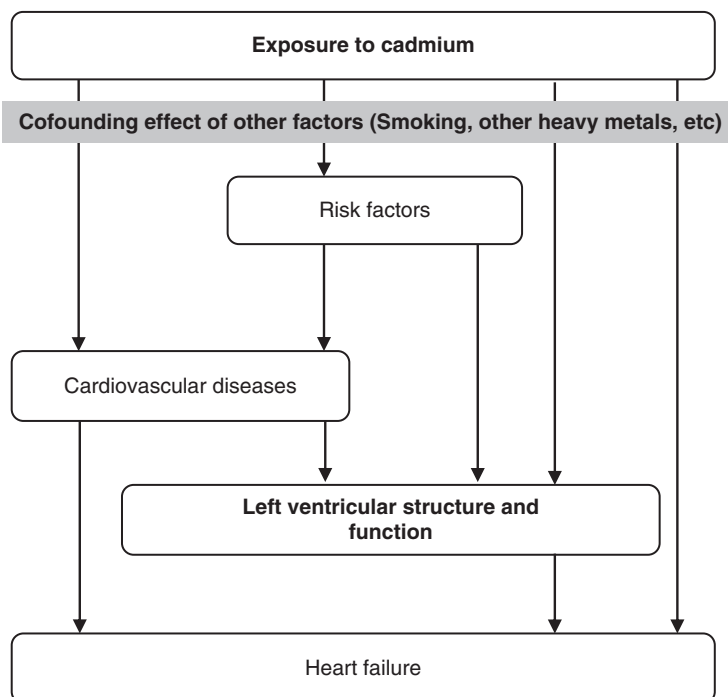 Exposure to cadmium
Cofounding effect of other factors (Smoking, other heavy metals, etc)
Risk factors
Cardiovascular diseases
Left ventricular structure and
function
Heart failure